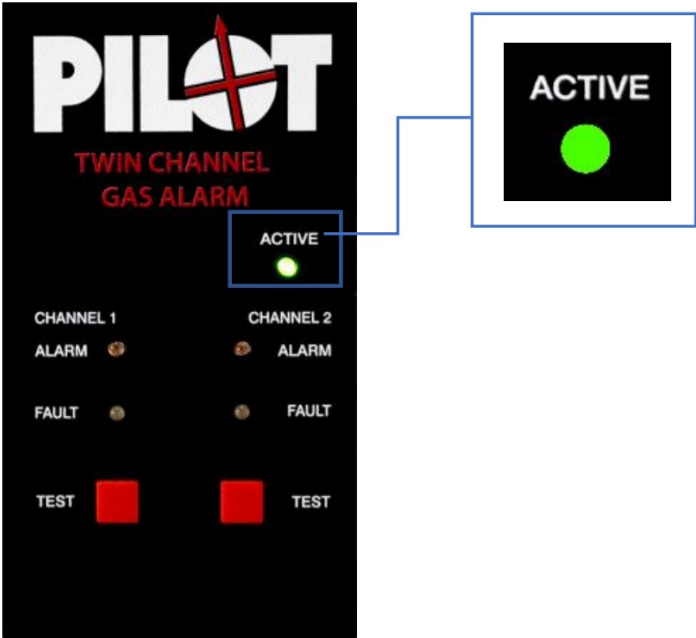 PILOT
TWIN CHANNEL
GAS ALARM
ACTIVE
ACTIVE
CHANNEL 1 CHANNEL 2
ALARM ALARM
FAULT FAULT
TEST TEST